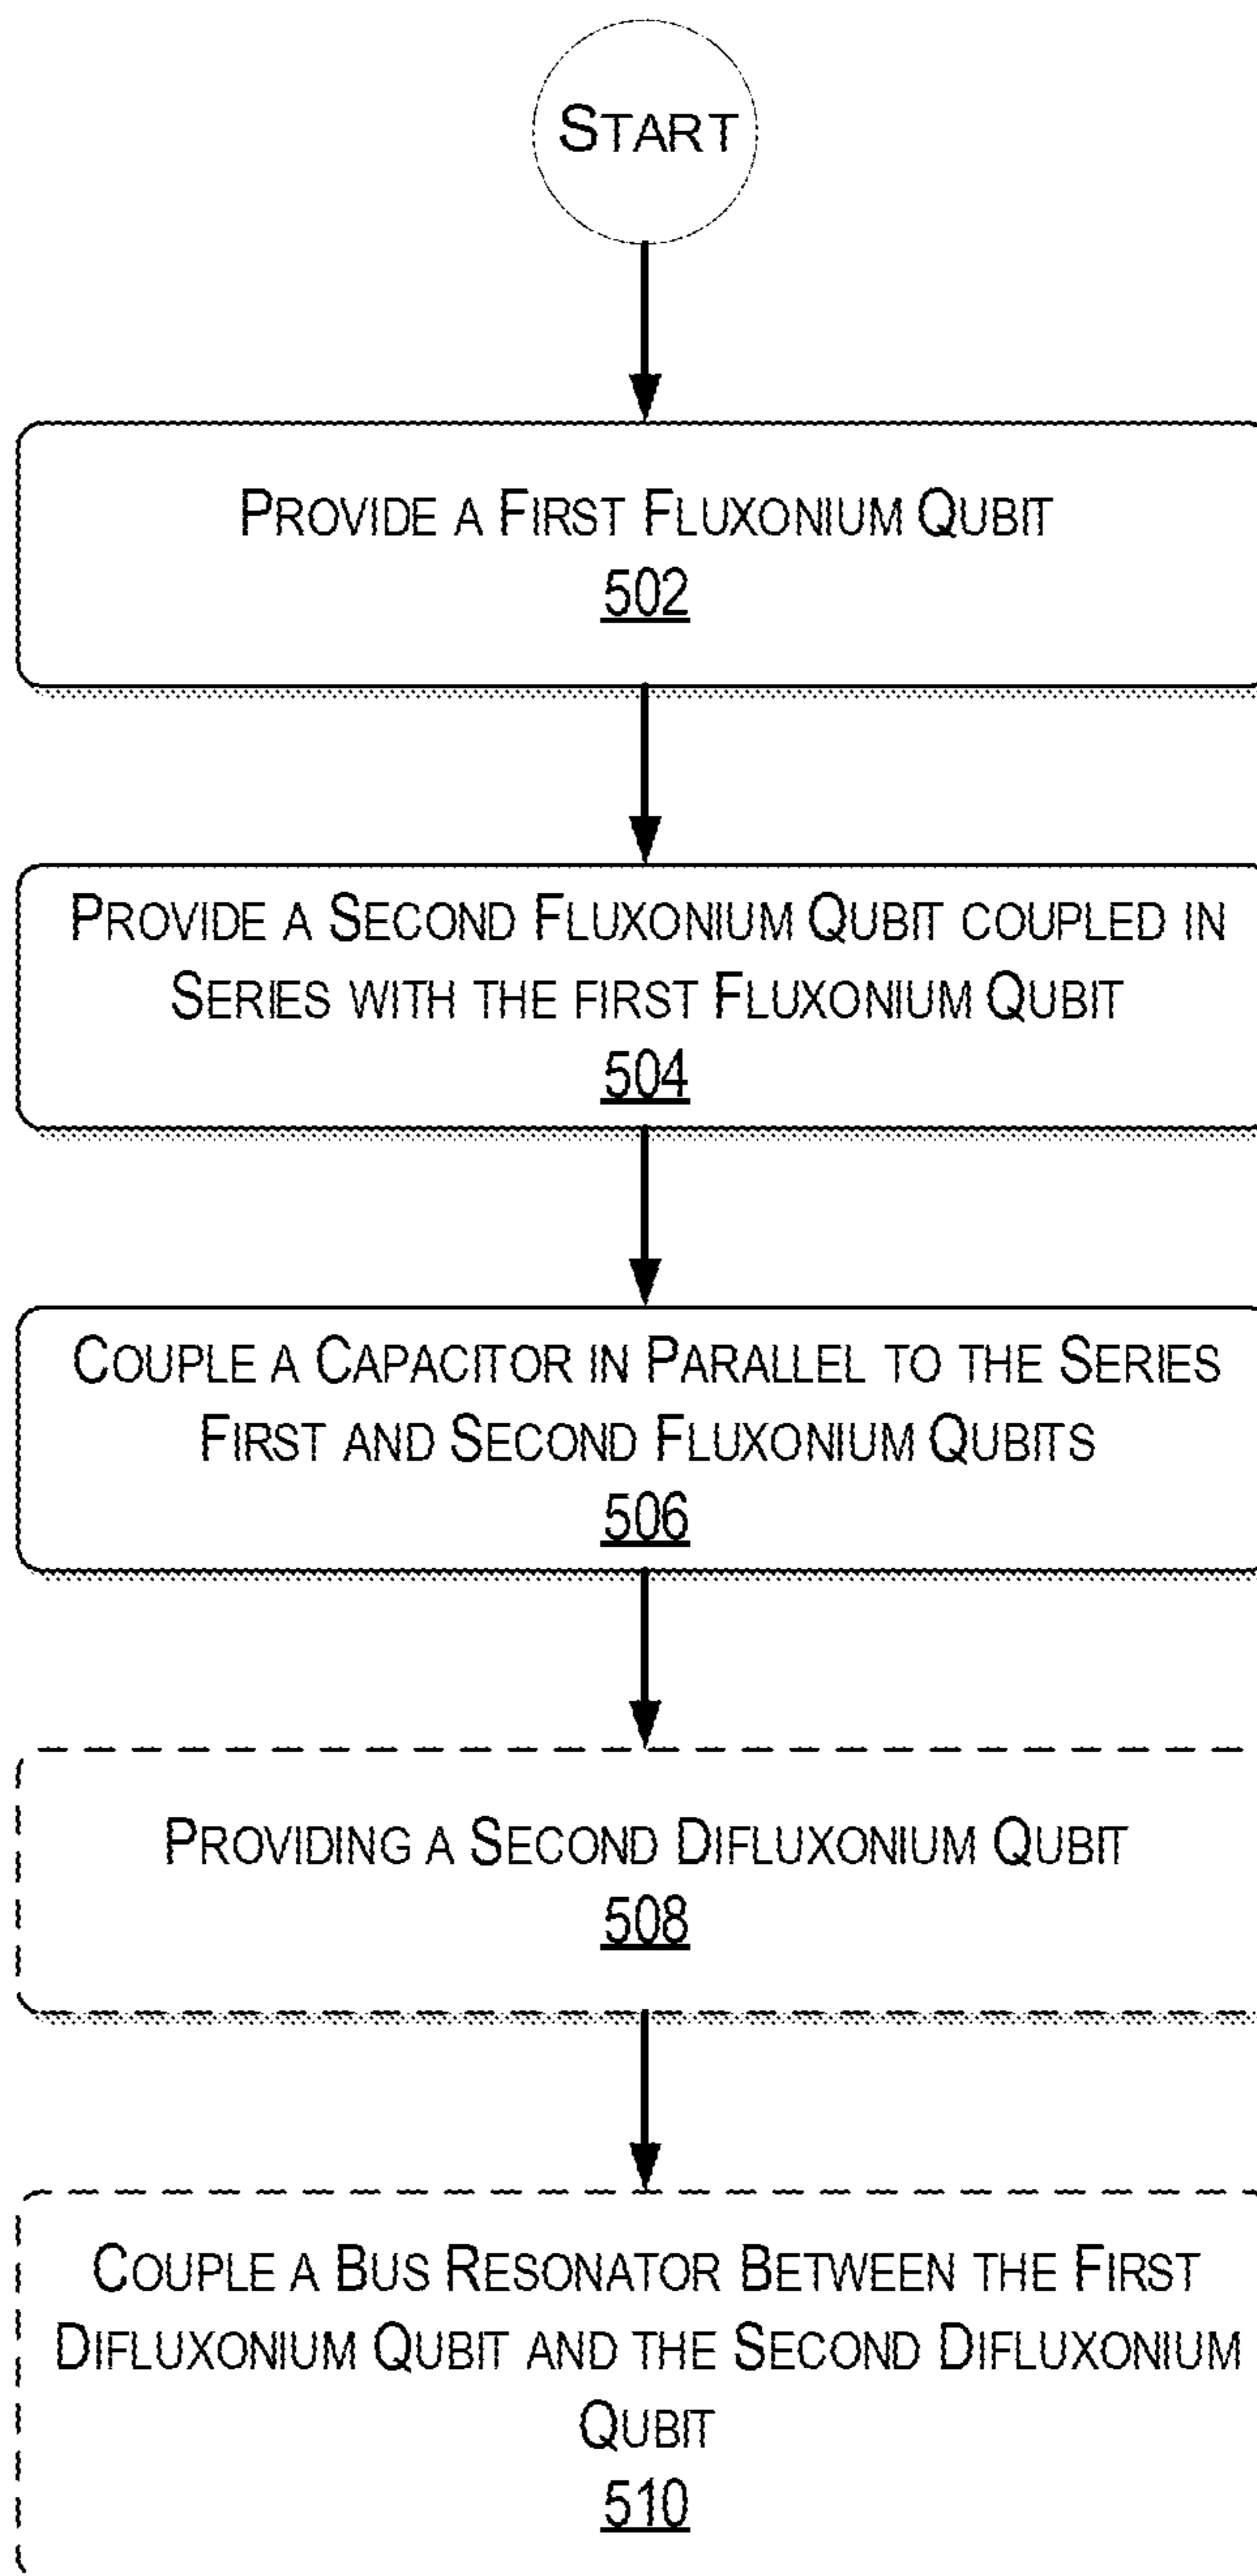 START
PROVIDE A FIRST FLUXONIUM QUBIT
502
PROVIDE A SECOND FLUXONIUM QUBIT COUPLED IN
SERIES WITH THE FIRST FLUXONIUM QUBIT
504
COUPLE A CAPACITOR IN PARALLEL TO THE SERIES
FIRST AND SECOND FLUXONIUM QUBITS
506
PROVIDING A SECOND DIFLUXONIUM QUBIT
508
COUPLE A BUS RESONATOR BETWEEN THE FIRST
DIFLUXONIUM QUBIT AND THE SECOND DIFLUXONIUM
QUBIT
510